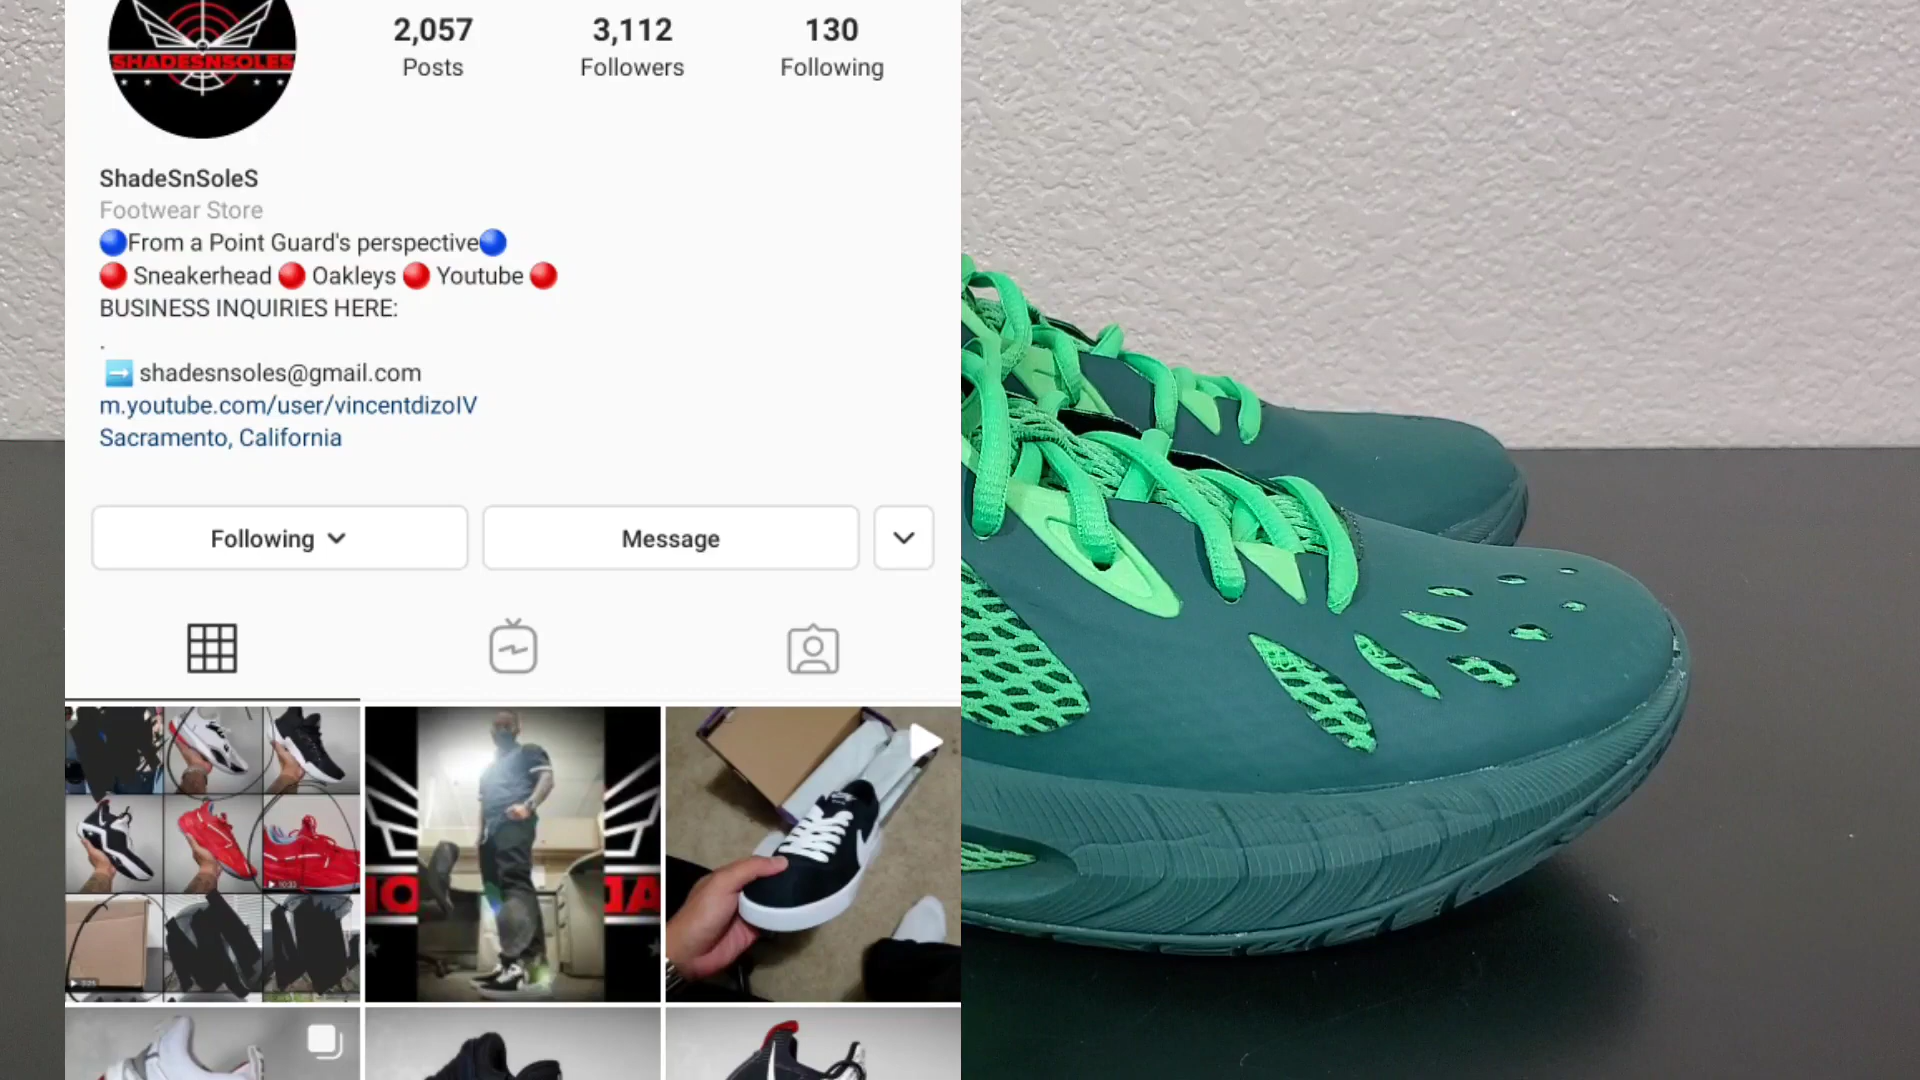 SHADESNSOLES
2,057
Posts
3,112
Followers
130
Following
ShadeSnSoleS
Footwear Store
🔵From a Point Guard's perspective🔵
🔴 Sneakerhead 🔴 Oakleys 🔴 Youtube 🔴
BUSINESS INQUIRIES HERE:
.
➡️ shadesnsoles@gmail.com
m.youtube.com/user/vincentdizoIV
Sacramento, California
Following
Message